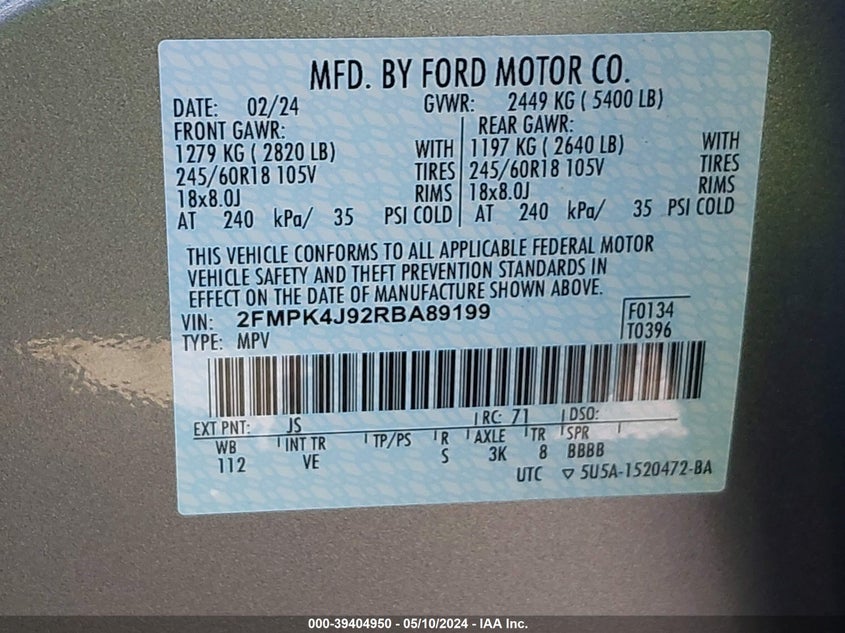 MFD. BY FORD MOTOR CO.
DATE: 02/24 GVWR: 2449 KG ( 5400 LB)
FRONT GAWR: REAR GAWR:
1279 KG ( 2820 LB) WITH 1197 KG ( 2640 LB) WITH
245/60R18 105V TIRES 245/60R18 105V TIRES
18x8.0J RIMS 18x8.0J RIMS
AT 240 kPa/ 35 PSI COLD AT 240 kPa/ 35 PSI COLD
THIS VEHICLE CONFORMS TO ALL APPLICABLE FEDERAL MOTOR
VEHICLE SAFETY AND THEFT PREVENTION STANDARDS IN
EFFECT ON THE DATE OF MANUFACTURE SHOWN ABOVE.
VIN: 2FMPK4J92RBA89199 F0134
TYPE: MPV T0396
EXT PNT: JS RC: 71 DSO:
WB INT TR TP/PS R AXLE TR SPR
112 VE S 3K 8 BBBB
UTC ▽ 5U5A-1520472-BA
000-39404950 - 05/10/2024 - IAA Inc.